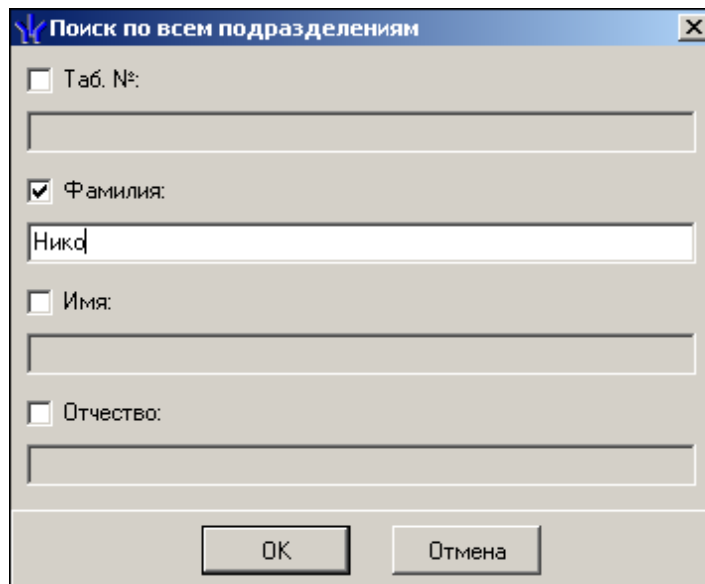 Поиск по всем подразделениям
Таб. №:
Фамилия:
Нико
Имя:
Отчество:
OK
Отмена